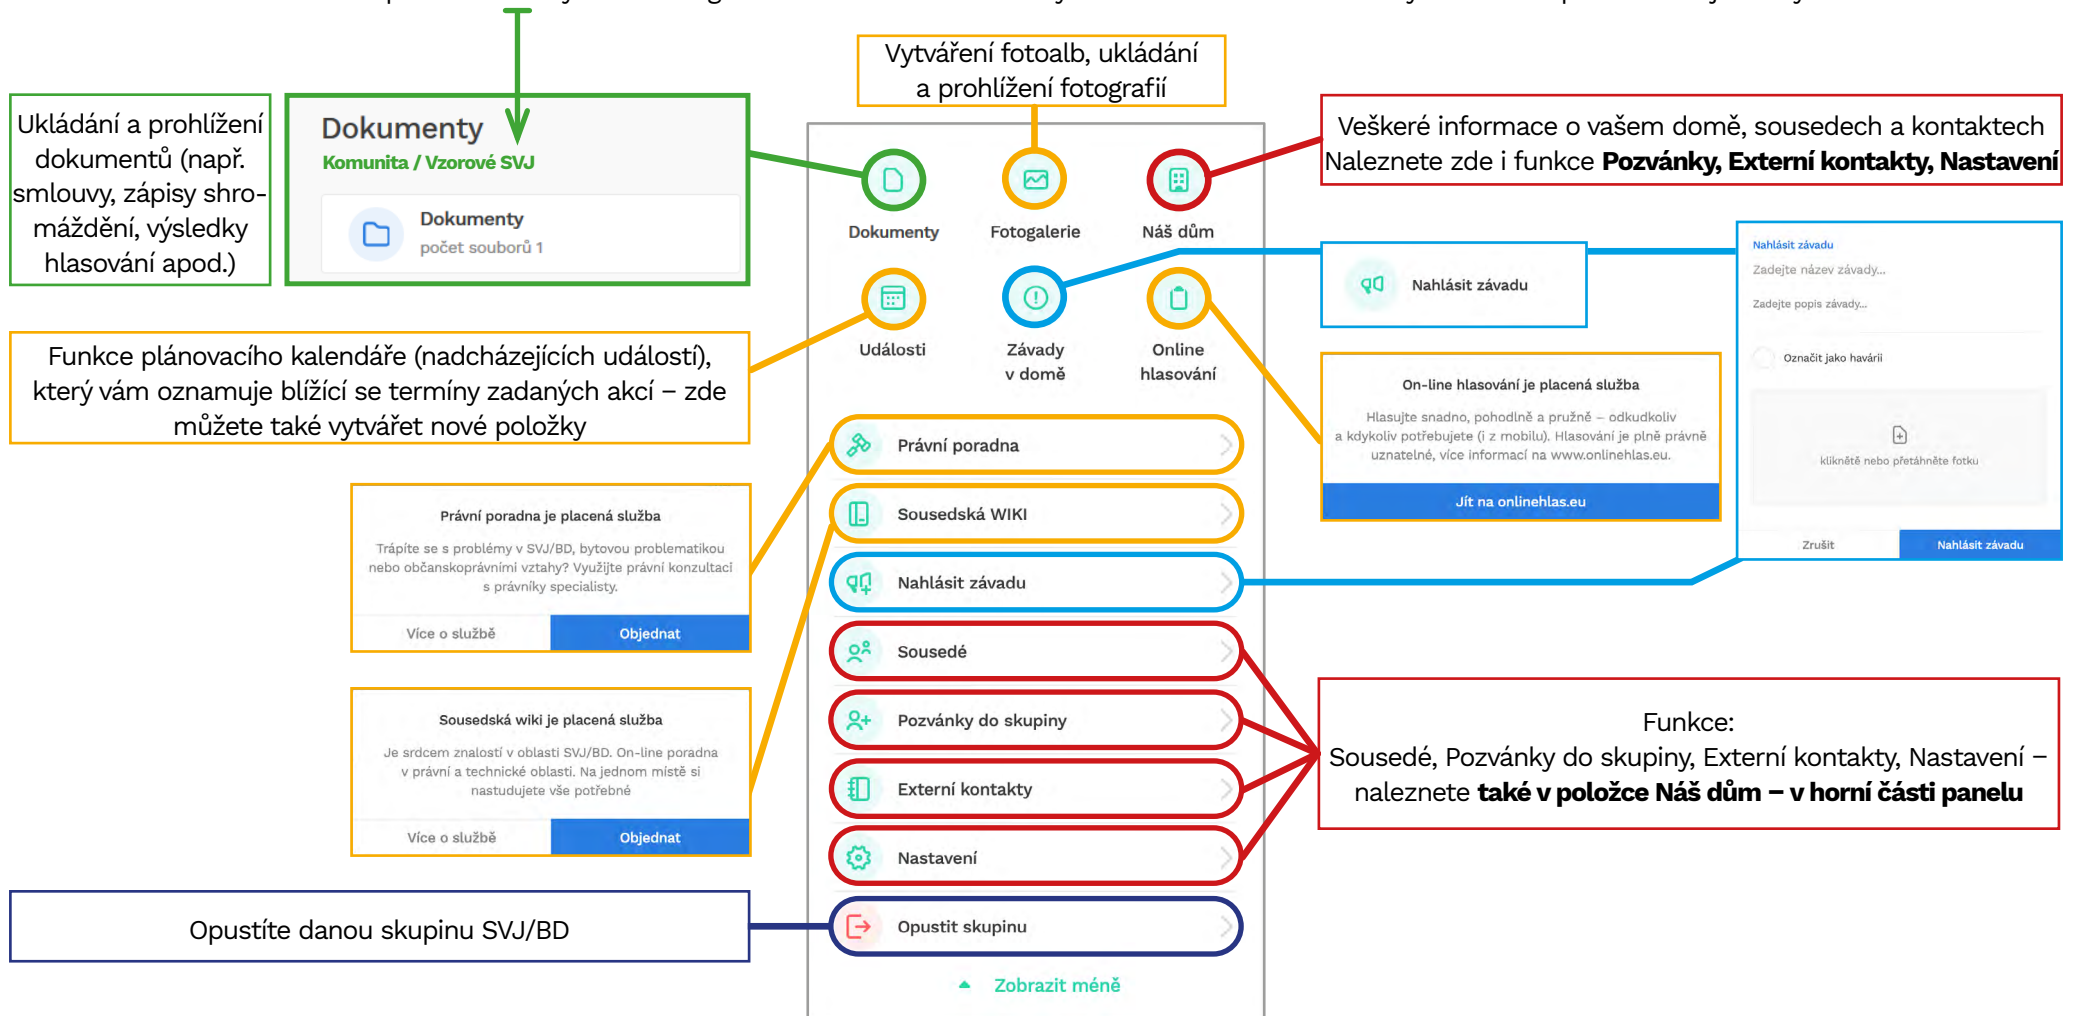 Vytváření fotoalb, ukládání
a prohlížení fotografií
Ukládání a prohlížení
dokumentů (např.
smlouvy, zápisy shro-
máždění, výsledky
hlasování apod.)
Dokumenty
Komunita / Vzorové SVJ
Dokumenty
počet souborů 1
Veškeré informace o vašem domě, sousedech a kontaktech
Naleznete zde i funkce Pozvánky, Externí kontakty, Nastavení
Dokumenty
Fotogalerie
Náš dům
Události
Závady
v domě
Online
hlasování
Nahlásit závadu
Nahlásit závadu
Zadejte název závady...
Zadejte popis závady...
Označit jako havárii
kliknětě nebo přetáhněte fotku
Zrušit
Nahlásit závadu
Funkce plánovacího kalendáře (nadcházejících událostí),
který vám oznamuje blížící se termíny zadaných akcí – zde
můžete také vytvářet nové položky
On-line hlasování je placená služba
Hlasujte snadno, pohodlně a pružně – odkudkoliv
a kdykoliv potřebujete (i z mobilu). Hlasování je plně právně
uznatelné, více informací na www.onlinehlas.eu.
Jít na onlinehlas.eu
Právní poradna je placená služba
Trápíte se s problémy v SVJ/BD, bytovou problematikou
nebo občanskoprávními vztahy? Využijte právní konzultaci
s právníky specialisty.
Více o službě
Objednat
Sousedská wiki je placená služba
Je srdcem znalostí v oblasti SVJ/BD. On-line poradna
v právní a technické oblasti. Na jednom místě si
nastudujete vše potřebné
Více o službě
Objednat
Právní poradna
Sousedská WIKI
Nahlásit závadu
Sousedé
Pozvánky do skupiny
Externí kontakty
Nastavení
Opustit skupinu
Zobrazit méně
Funkce:
Sousedé, Pozvánky do skupiny, Externí kontakty, Nastavení –
naleznete také v položce Náš dům – v horní části panelu
Opustíte danou skupinu SVJ/BD